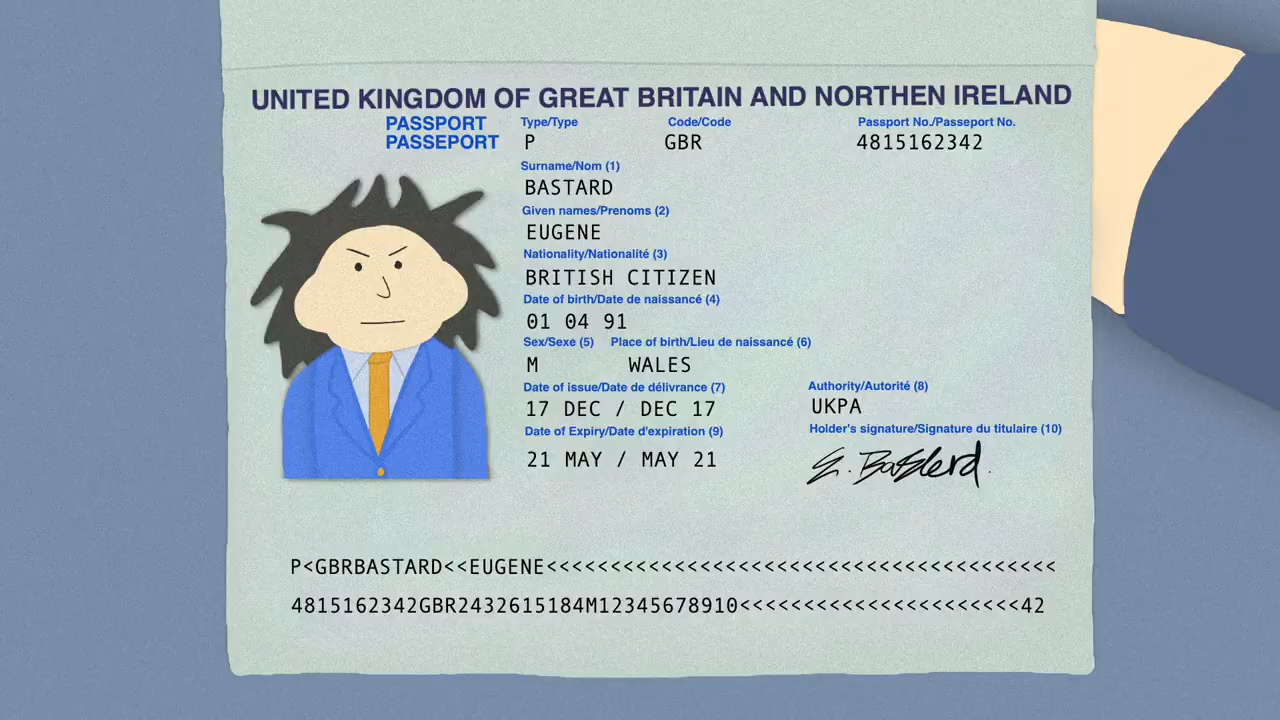 UNITED KINGDOM OF GREAT BRITAIN AND NORTHEN IRELAND
PASSPORT Type/Type Code/Code Passport No./Passeport No.
PASSEPORT P GBR 4815162342
Surname/Nom (1)
BASTARD
Given names/Prenoms (2)
EUGENE
Nationality/Nationalité (3)
BRITISH CITIZEN
Date of birth/Date de naissancé (4)
01 04 91
Sex/Sexe (5) Place of birth/Lieu de naissancé (6)
M WALES
Date of issue/Date de délivrance (7) Authority/Autorité (8)
17 DEC / DEC 17 UKPA
Date of Expiry/Date d'expiration (9) Holder's signature/Signature du titulaire (10)
21 MAY / MAY 21 E. Bastard.
P<GBRBASTARD<<EUGENE<<<<<<<<<<<<<<<<<<<<<<<<<<<<<<<<<<<<<<<<
4815162342GBR2432615184M12345678910<<<<<<<<<<<<<<<<<<<<<<42